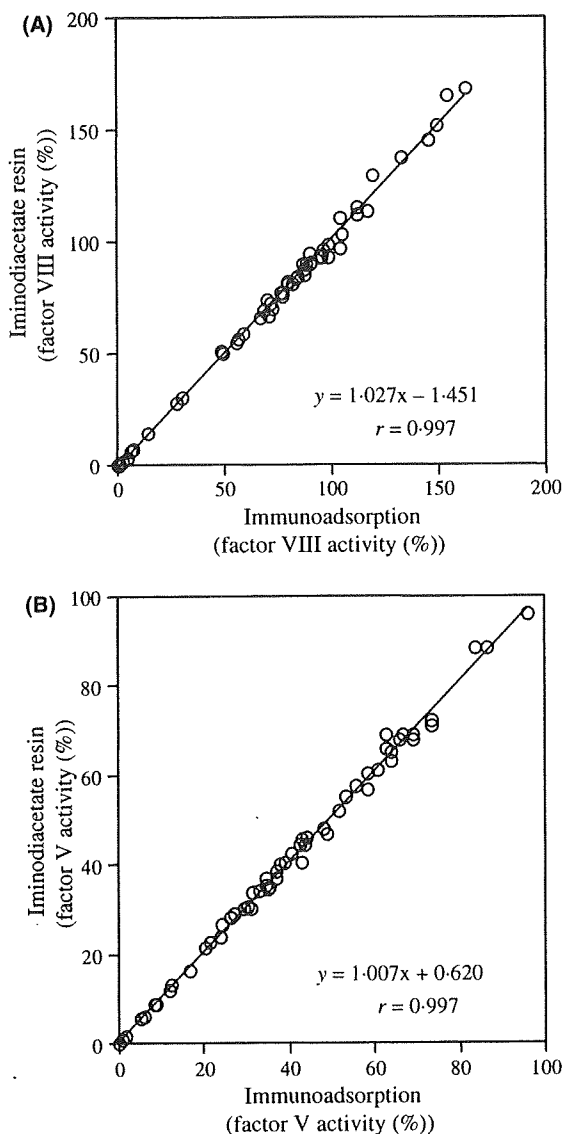 (A)
200
150
100
50
0
Iminodiacetate resin
(factor VIII activity (%))
y = 1·027x − 1·451
r = 0·997
0 50 100 150 200
Immunoadsorption
(factor VIII activity (%))
(B)
100
80
60
40
20
0
Iminodiacetate resin
(factor V activity (%))
y = 1·007x + 0·620
r = 0·997
0 20 40 60 80 100
Immunoadsorption
(factor V activity (%))